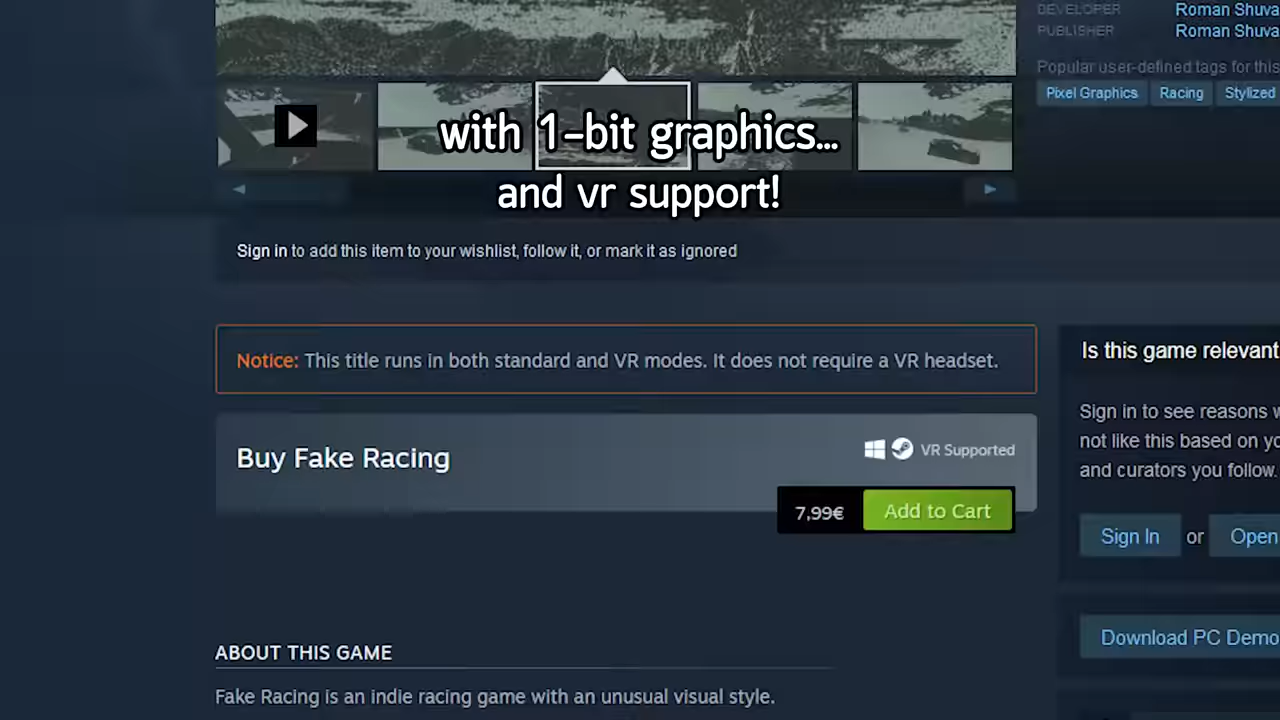 DEVELOPER Roman Shuva
PUBLISHER Roman Shuva
Popular user-defined tags for this
Pixel Graphics Racing Stylized
with 1-bit graphics...
and vr support!
Sign in to add this item to your wishlist, follow it, or mark it as ignored
Notice: This title runs in both standard and VR modes. It does not require a VR headset.
Is this game relevant
Sign in to see reasons w
not like this based on yo
and curators you follow.
Sign In or Open
Buy Fake Racing
VR Supported
7,99€ Add to Cart
Download PC Demo
ABOUT THIS GAME
Fake Racing is an indie racing game with an unusual visual style.